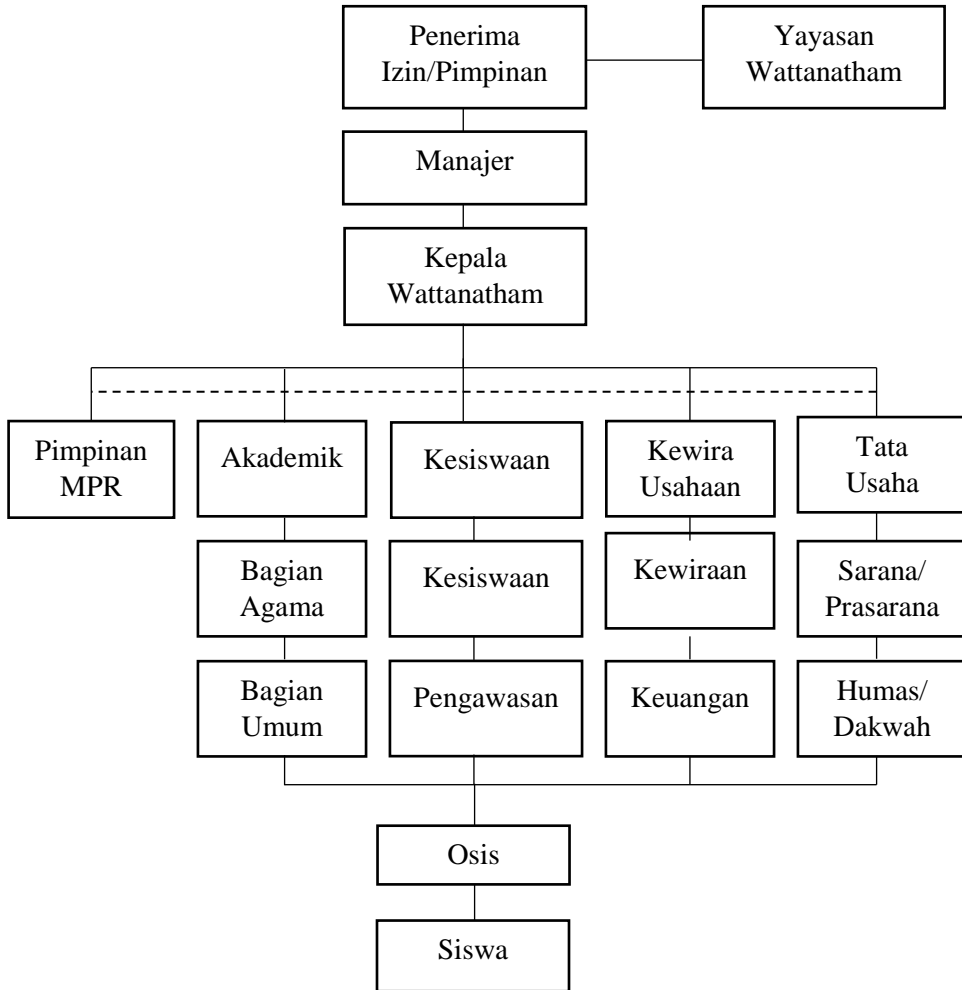 Penerima
Izin/Pimpinan
Yayasan
Wattanatham
Manajer
Kepala
Wattanatham
Pimpinan
MPR
Akademik
Kesiswaan
Kewira
Usahaan
Tata
Usaha
Bagian
Agama
Kesiswaan
Kewiraan
Sarana/
Prasarana
Bagian
Umum
Pengawasan
Keuangan
Humas/
Dakwah
Osis
Siswa